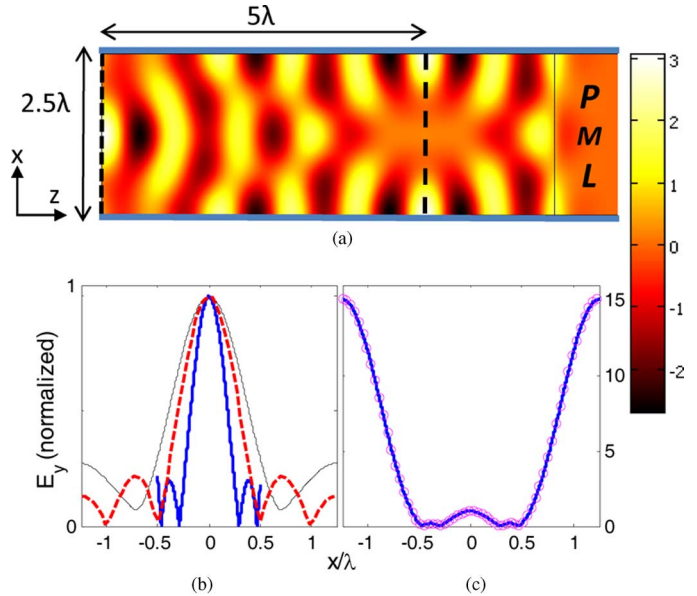 5λ
2.5λ
x
z
P
M
L
3
2
1
0
-1
-2
(a)
1
0
E_y (normalized)
-1 -0.5 0 0.5 1
15
10
5
0
-1 -0.5 0 0.5 1
x/λ
(b)
(c)